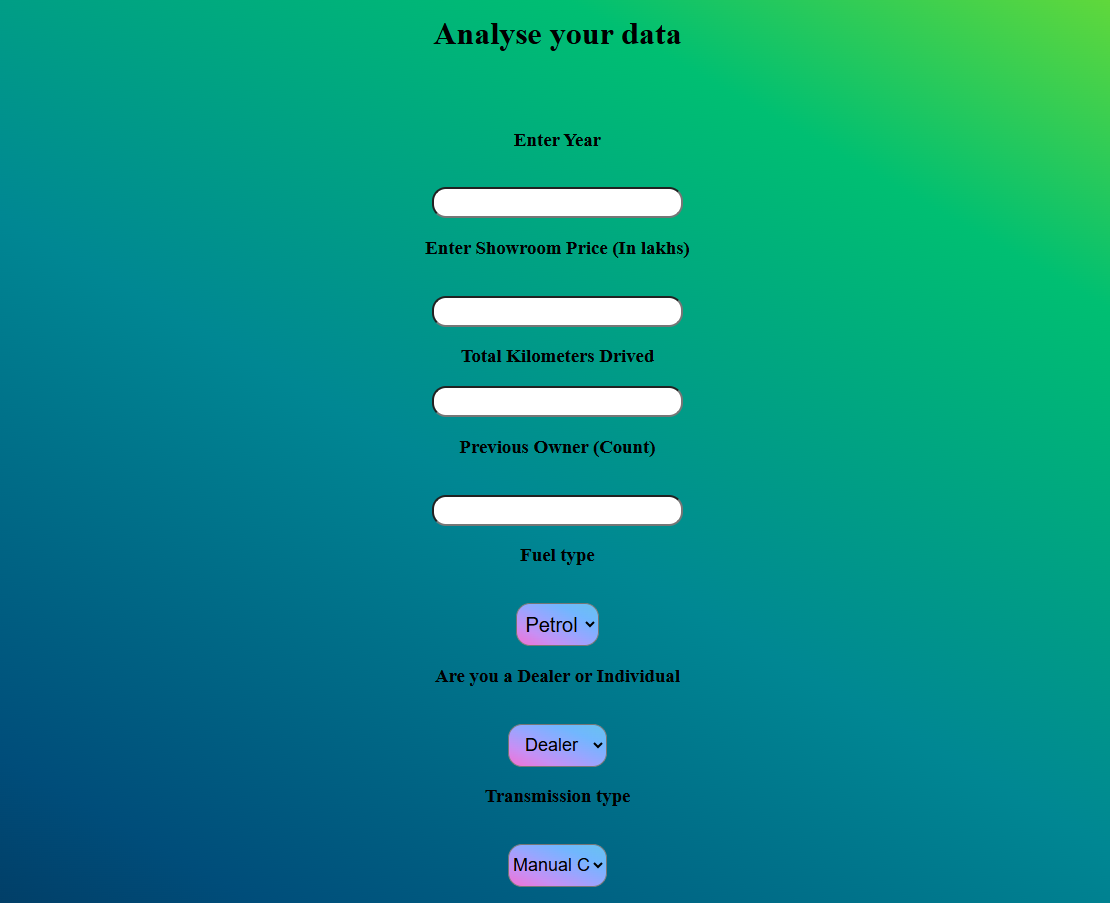 Analyse your data
Enter Year
Enter Showroom Price (In lakhs)
Total Kilometers Drived
Previous Owner (Count)
Fuel type
Petrol
Are you a Dealer or Individual
Dealer
Transmission type
Manual C